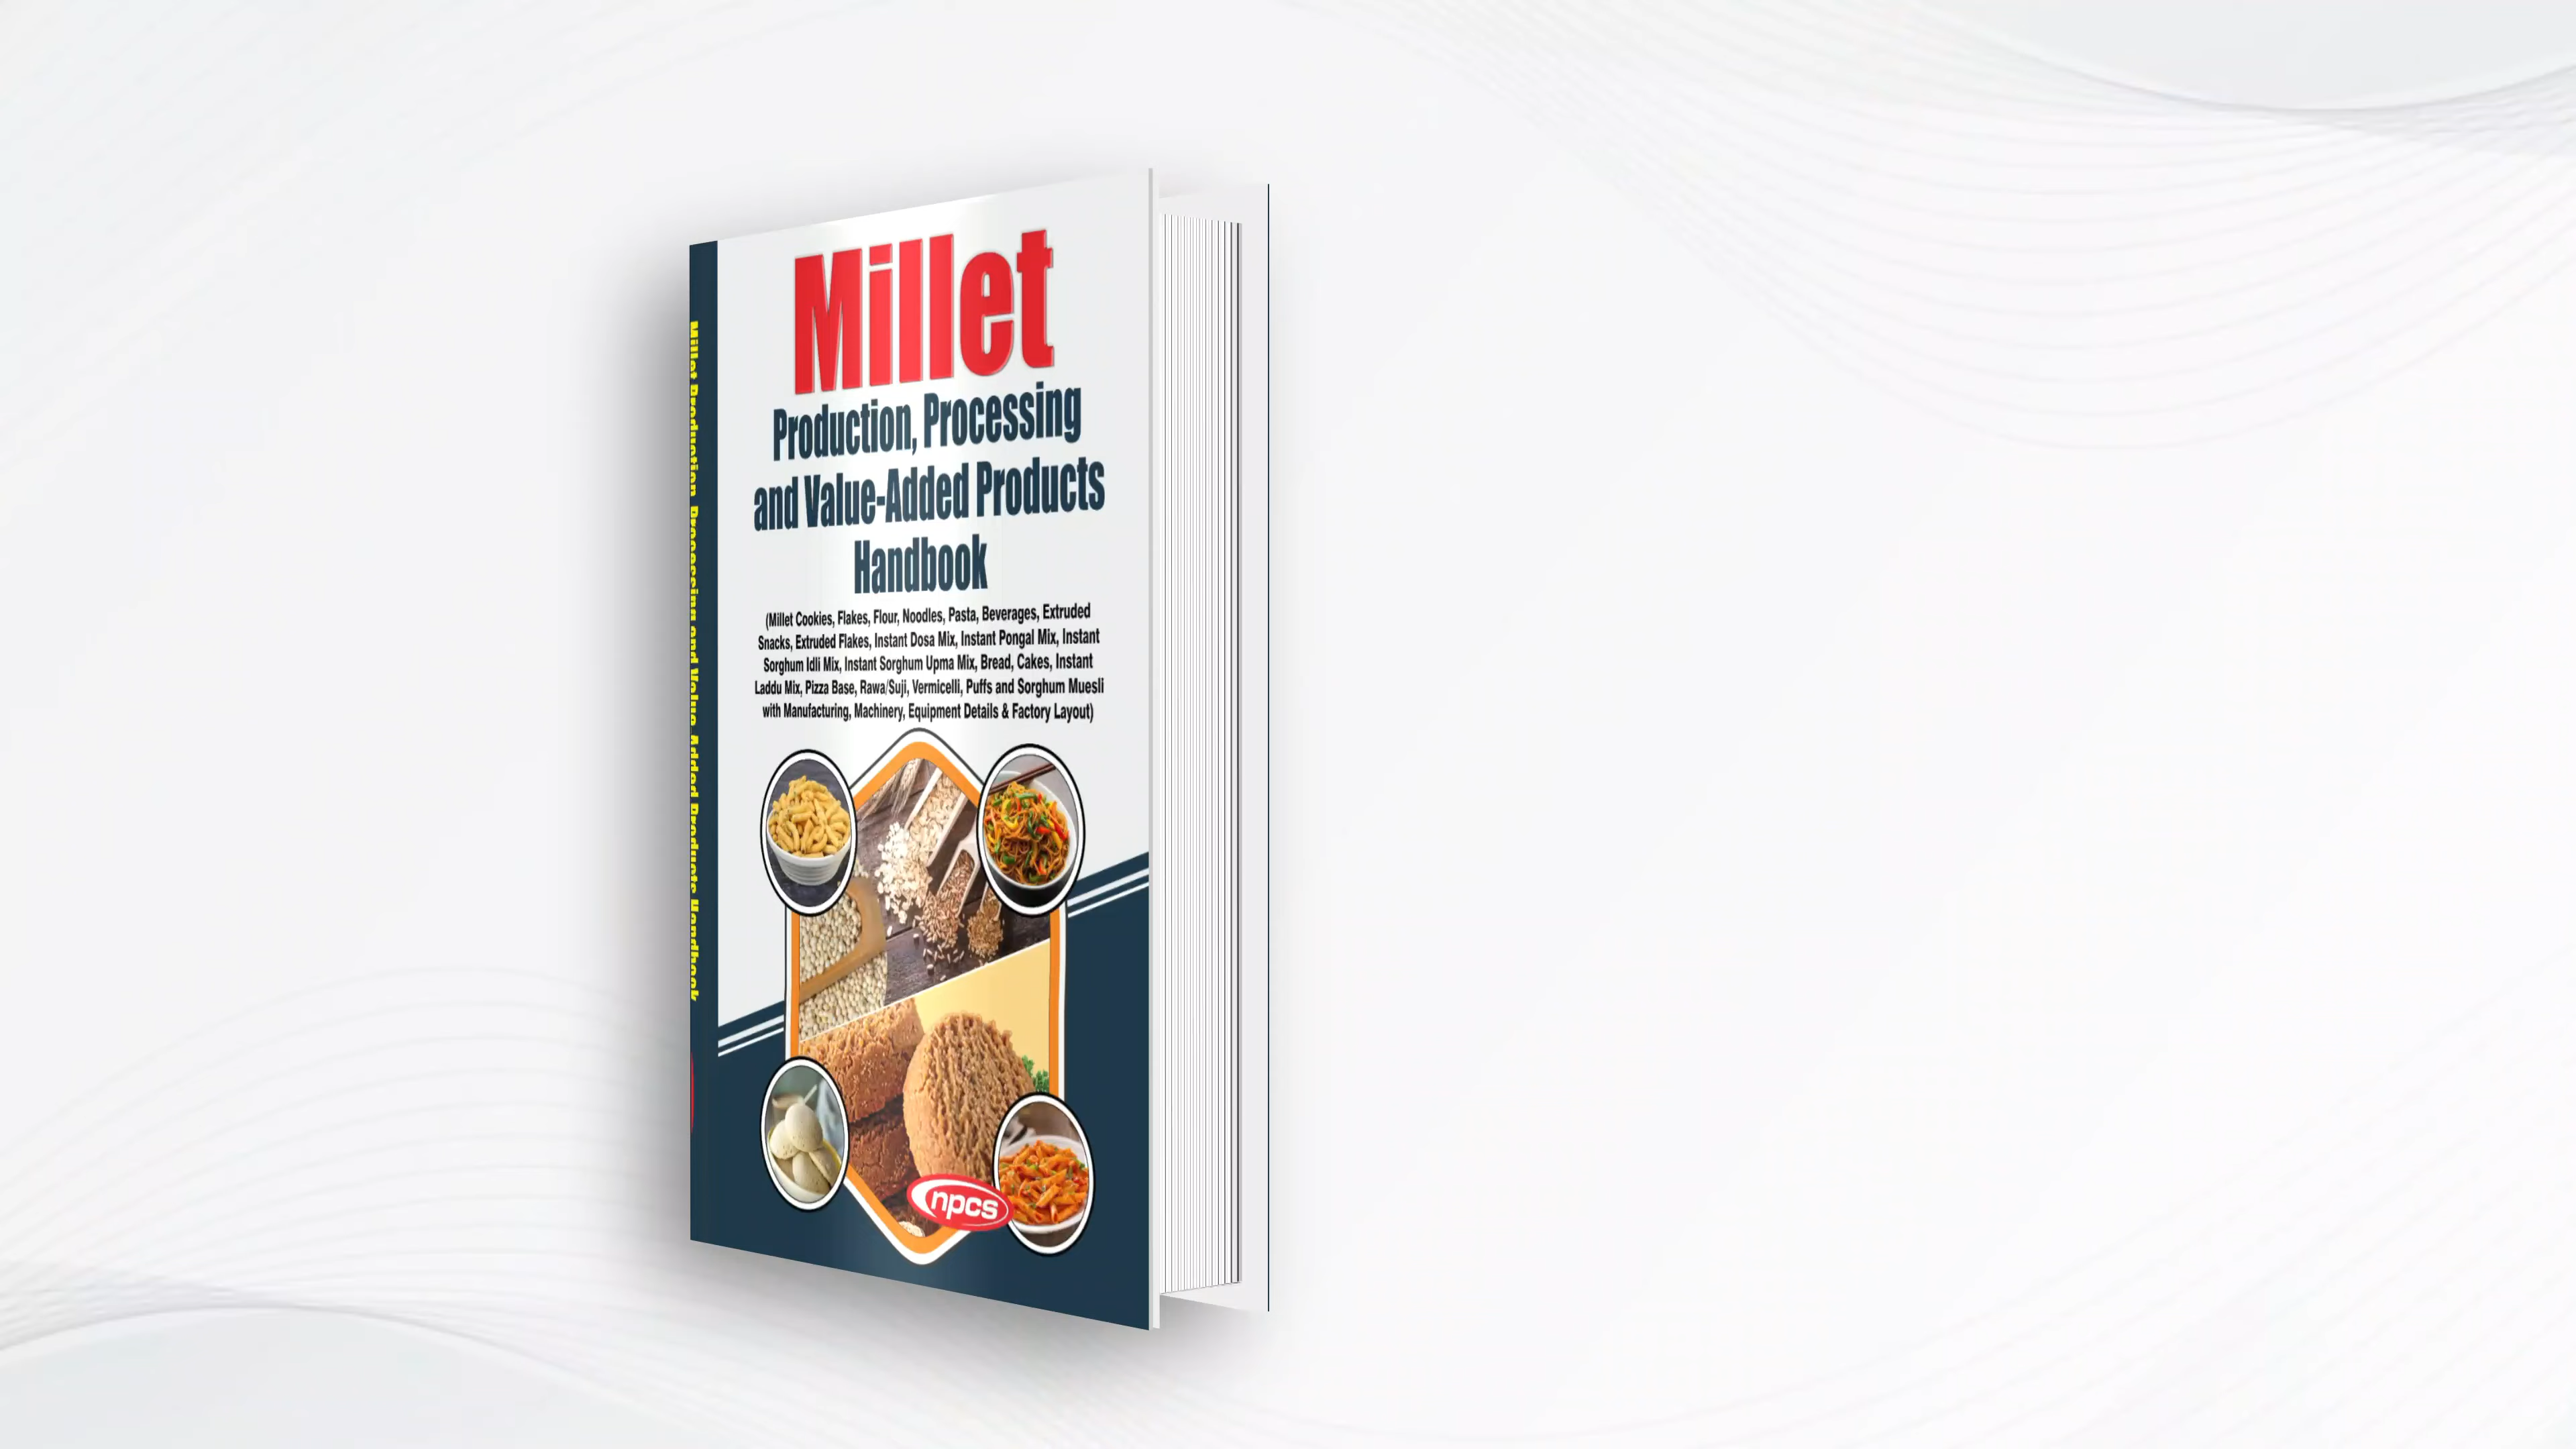 Millet
Production, Processing
and Value-Added Products
Handbook
(Millet Cookies, Flakes, Flour, Noodles, Pasta, Beverages, Extruded
Snacks, Extruded Flakes, Instant Dosa Mix, Instant Pongal Mix, Instant
Sorghum Idli Mix, Instant Sorghum Upma Mix, Bread, Cakes, Instant
Laddu Mix, Pizza Base, Rawa/Suji, Vermicelli, Puffs and Sorghum Muesli
with Manufacturing, Machinery, Equipment Details & Factory Layout)
npcs
Millet Production, Processing and Value-Added Products Handbook